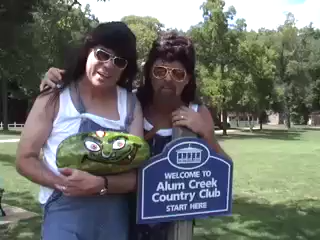 WELCOME TO
Alum Creek
Country Club
START HERE